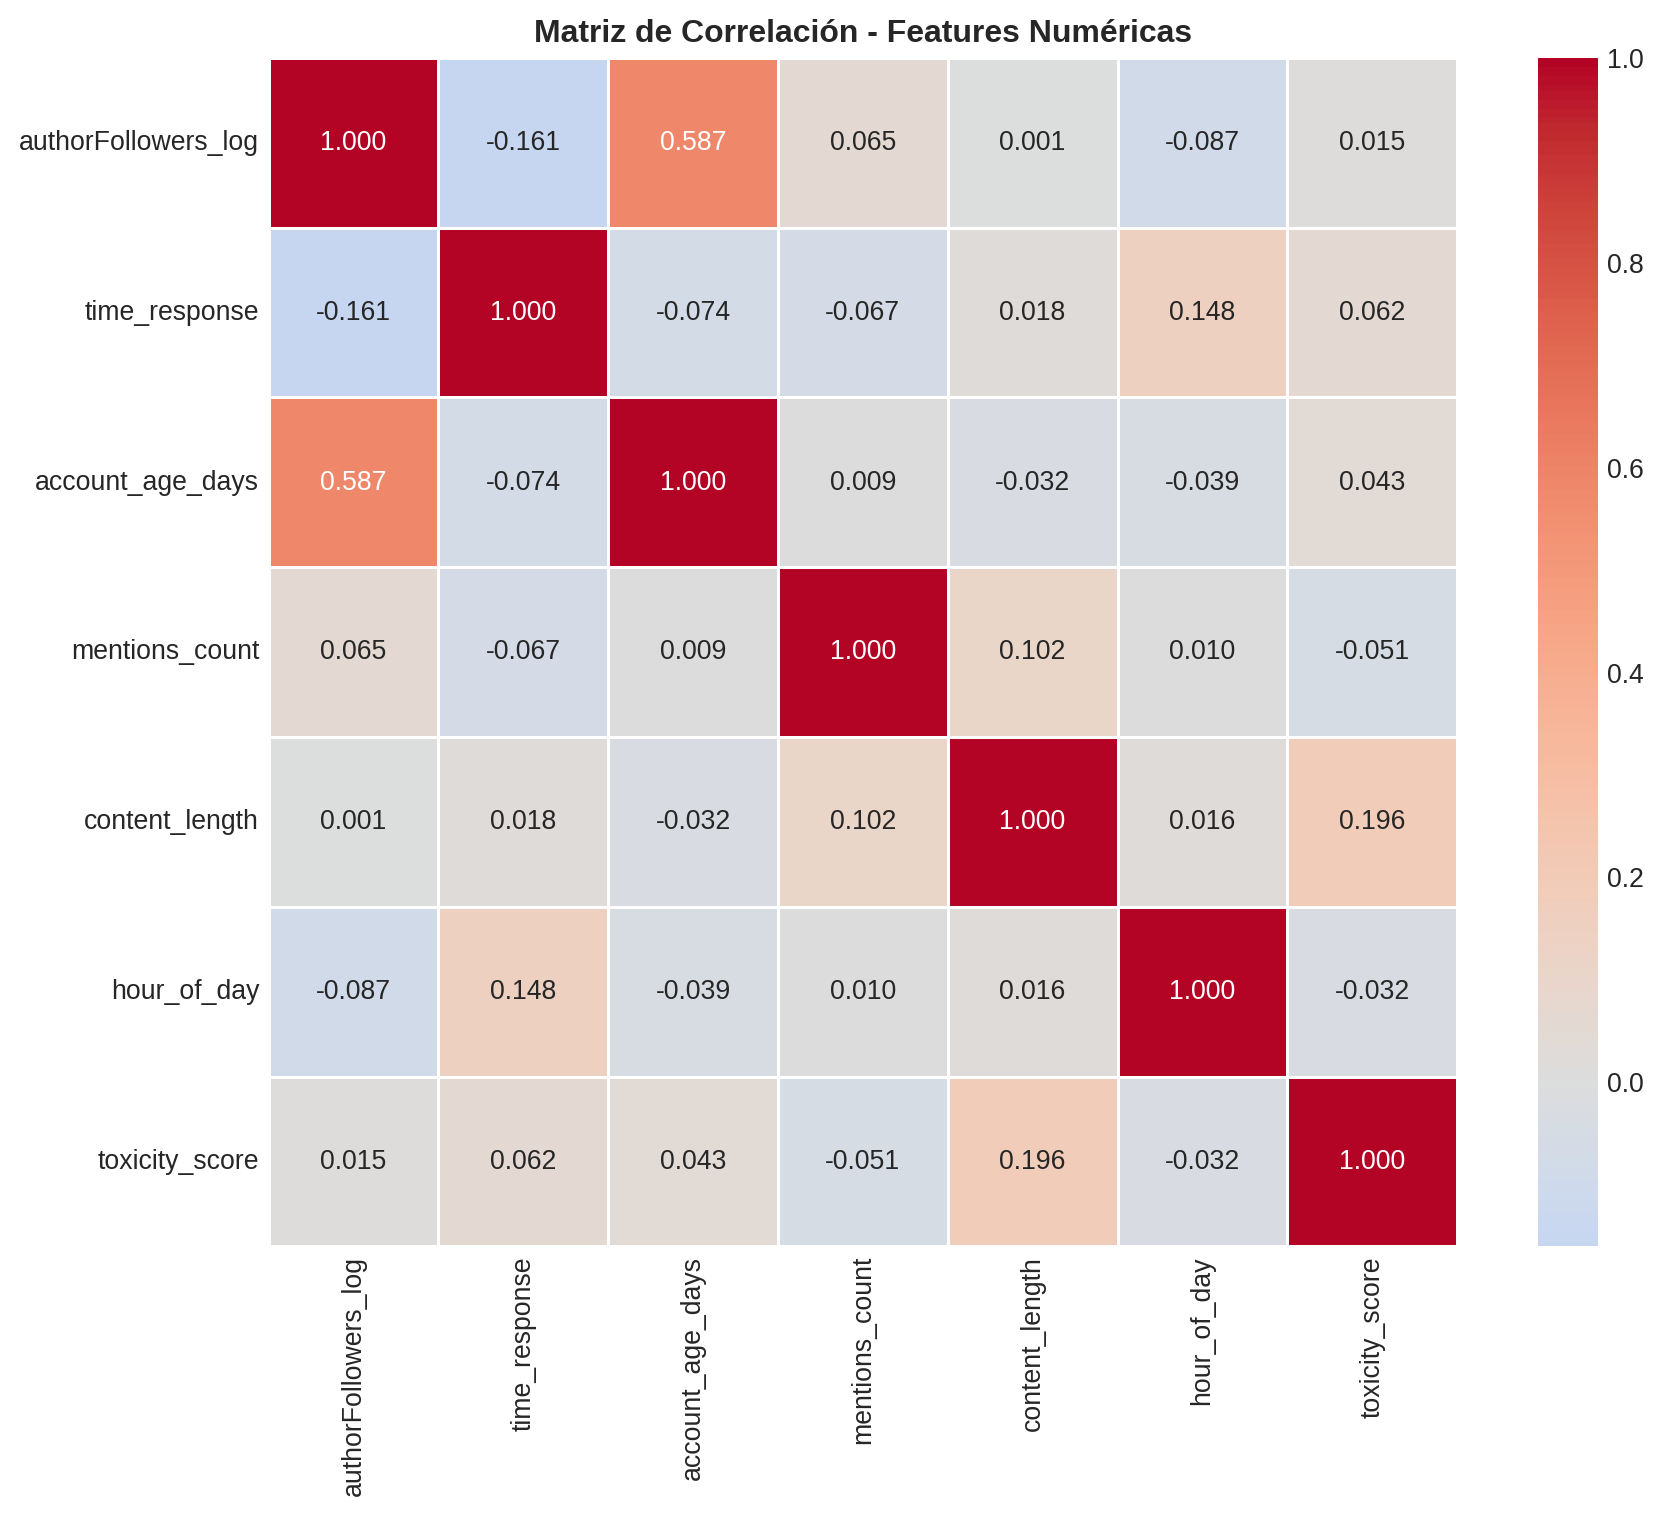 Matriz de Correlación - Features Numéricas
authorFollowers_log 1.000 -0.161 0.587 0.065 0.001 -0.087 0.015
time_response -0.161 1.000 -0.074 -0.067 0.018 0.148 0.062
account_age_days 0.587 -0.074 1.000 0.009 -0.032 -0.039 0.043
mentions_count 0.065 -0.067 0.009 1.000 0.102 0.010 -0.051
content_length 0.001 0.018 -0.032 0.102 1.000 0.016 0.196
hour_of_day -0.087 0.148 -0.039 0.010 0.016 1.000 -0.032
toxicity_score 0.015 0.062 0.043 -0.051 0.196 -0.032 1.000
authorFollowers_log
time_response
account_age_days
mentions_count
content_length
hour_of_day
toxicity_score
1.0
0.8
0.6
0.4
0.2
0.0